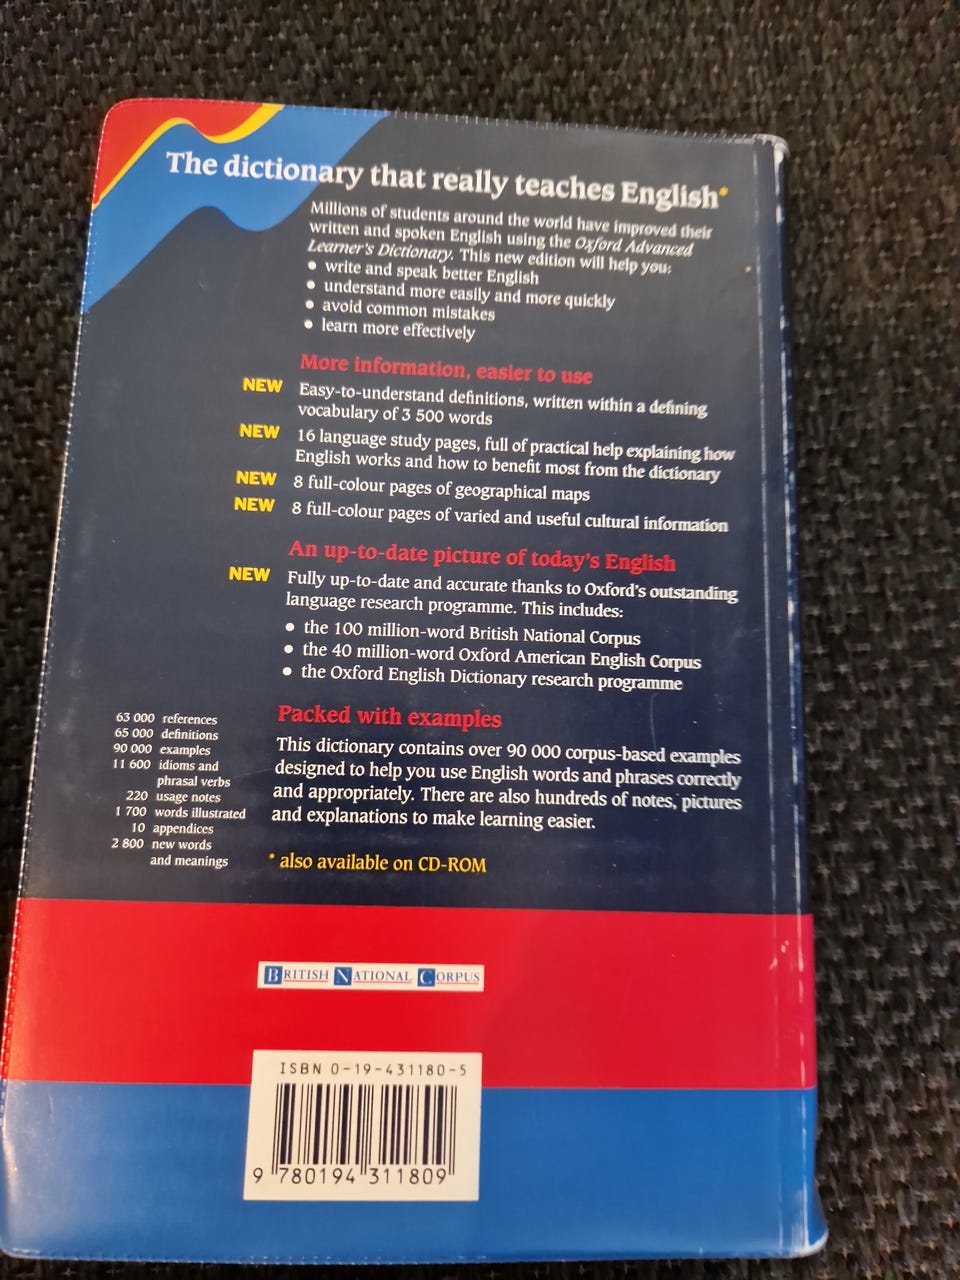 The dictionary that really teaches English*
Millions of students around the world have improved their
written and spoken English using the Oxford Advanced
Learner's Dictionary. This new edition will help you:
• write and speak better English
• understand more easily and more quickly
• avoid common mistakes
• learn more effectively
More information, easier to use
NEW Easy-to-understand definitions, written within a defining
vocabulary of 3 500 words
NEW 16 language study pages, full of practical help explaining how
English works and how to benefit most from the dictionary
NEW 8 full-colour pages of geographical maps
NEW 8 full-colour pages of varied and useful cultural information
An up-to-date picture of today's English
NEW Fully up-to-date and accurate thanks to Oxford's outstanding
language research programme. This includes:
• the 100 million-word British National Corpus
• the 40 million-word Oxford American English Corpus
• the Oxford English Dictionary research programme
63 000 references
65 000 definitions
90 000 examples
11 600 idioms and
phrasal verbs
220 usage notes
1 700 words illustrated
10 appendices
2 800 new words
and meanings
Packed with examples
This dictionary contains over 90 000 corpus-based examples
designed to help you use English words and phrases correctly
and appropriately. There are also hundreds of notes, pictures
and explanations to make learning easier.
* also available on CD-ROM
BRITISH NATIONAL CORPUS
ISBN 0-19-431180-5
9 780194 311809